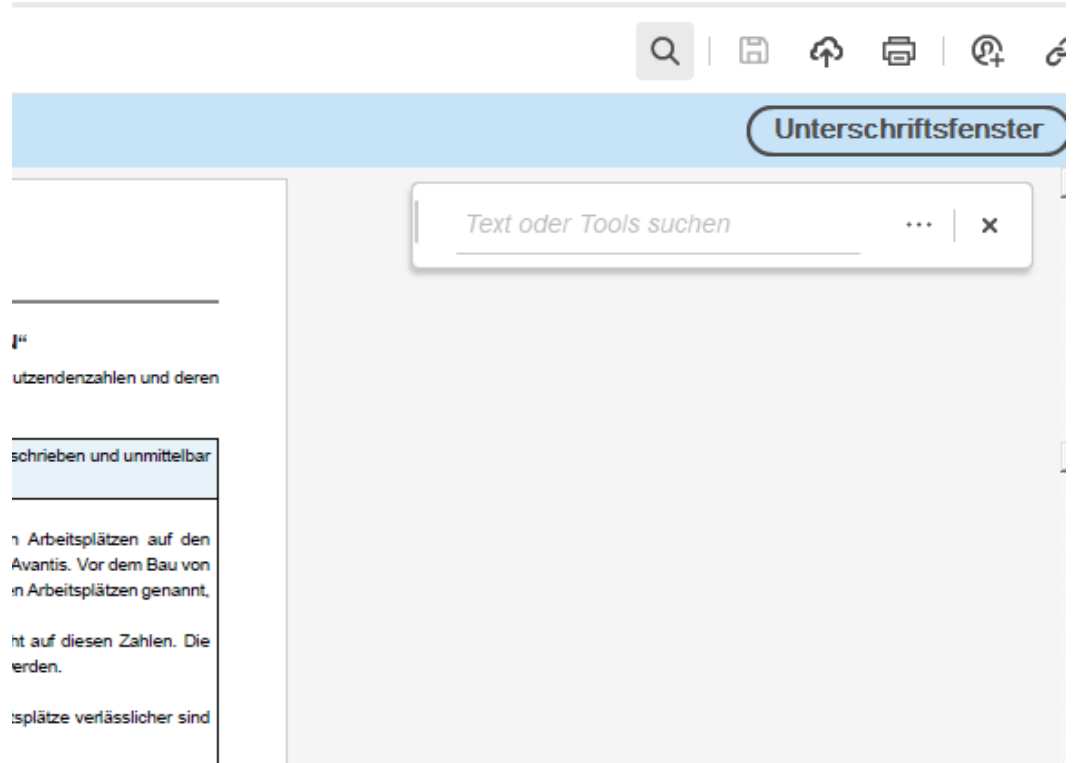 Unterschriftsfenster
Text oder Tools suchen
N“
utzendenzahlen und deren
schrieben und unmittelbar
n Arbeitsplätzen auf den
Avantis. Vor dem Bau von
en Arbeitsplätzen genannt,
ht auf diesen Zahlen. Die
werden.
tsplätze verlässlicher sind